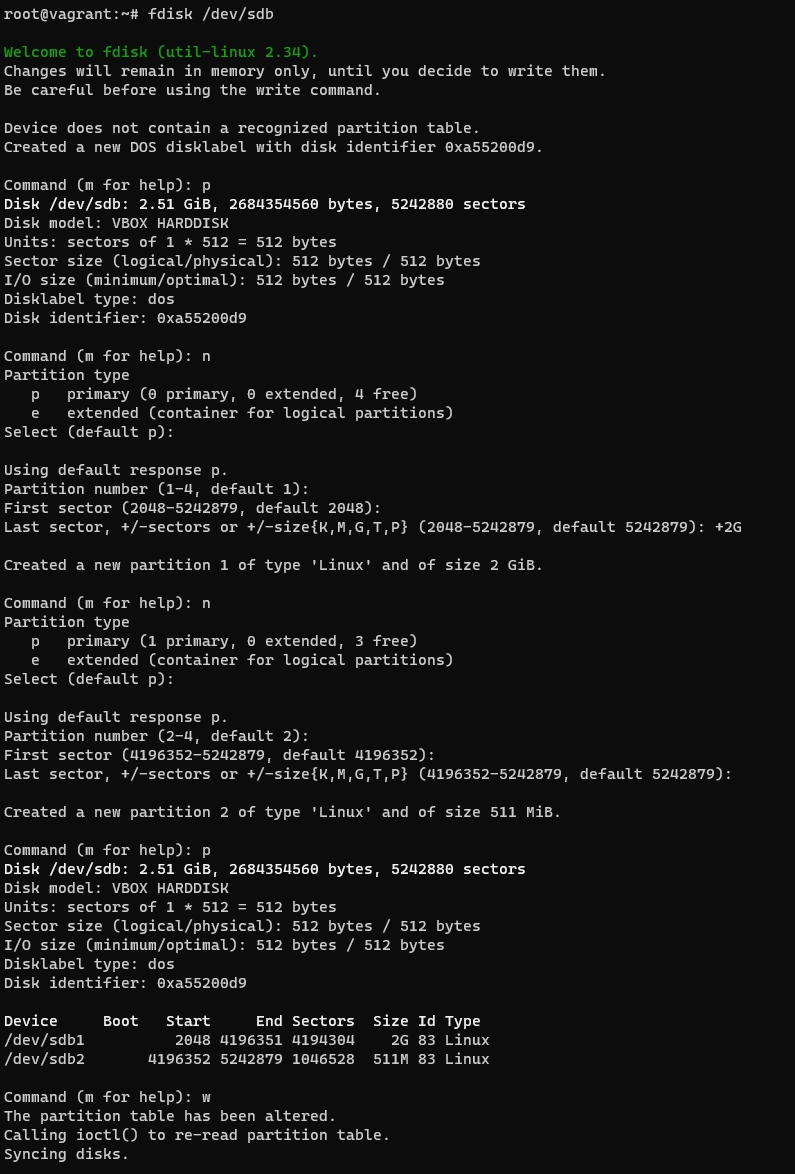 root@vagrant:~# fdisk /dev/sdb

Welcome to fdisk (util-linux 2.34).
Changes will remain in memory only, until you decide to write them.
Be careful before using the write command.

Device does not contain a recognized partition table.
Created a new DOS disklabel with disk identifier 0xa55200d9.

Command (m for help): p
Disk /dev/sdb: 2.51 GiB, 2684354560 bytes, 5242880 sectors
Disk model: VBOX HARDDISK
Units: sectors of 1 * 512 = 512 bytes
Sector size (logical/physical): 512 bytes / 512 bytes
I/O size (minimum/optimal): 512 bytes / 512 bytes
Disklabel type: dos
Disk identifier: 0xa55200d9

Command (m for help): n
Partition type
   p   primary (0 primary, 0 extended, 4 free)
   e   extended (container for logical partitions)
Select (default p):

Using default response p.
Partition number (1-4, default 1):
First sector (2048-5242879, default 2048):
Last sector, +/-sectors or +/-size{K,M,G,T,P} (2048-5242879, default 5242879): +2G

Created a new partition 1 of type 'Linux' and of size 2 GiB.

Command (m for help): n
Partition type
   p   primary (1 primary, 0 extended, 3 free)
   e   extended (container for logical partitions)
Select (default p):

Using default response p.
Partition number (2-4, default 2):
First sector (4196352-5242879, default 4196352):
Last sector, +/-sectors or +/-size{K,M,G,T,P} (4196352-5242879, default 5242879):

Created a new partition 2 of type 'Linux' and of size 511 MiB.

Command (m for help): p
Disk /dev/sdb: 2.51 GiB, 2684354560 bytes, 5242880 sectors
Disk model: VBOX HARDDISK
Units: sectors of 1 * 512 = 512 bytes
Sector size (logical/physical): 512 bytes / 512 bytes
I/O size (minimum/optimal): 512 bytes / 512 bytes
Disklabel type: dos
Disk identifier: 0xa55200d9

Device     Boot   Start     End Sectors  Size Id Type
/dev/sdb1          2048 4196351 4194304    2G 83 Linux
/dev/sdb2       4196352 5242879 1046528  511M 83 Linux

Command (m for help): w
The partition table has been altered.
Calling ioctl() to re-read partition table.
Syncing disks.